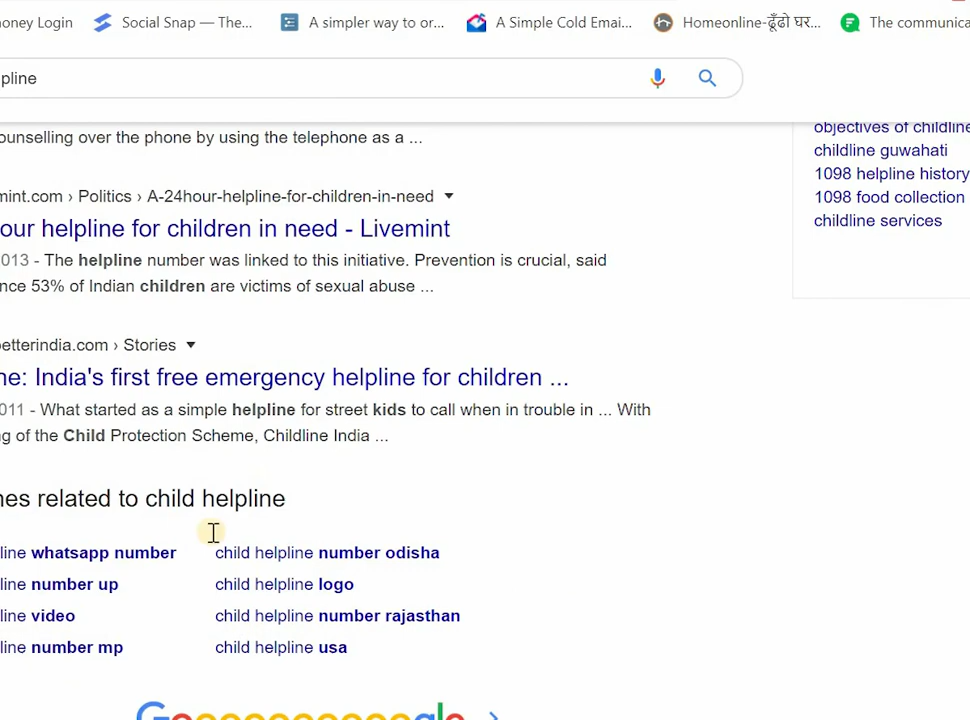 oney Login Social Snap — The... A simpler way to or... A Simple Cold Emai... Homeonline-ढूँढो घर... The communica
pline
ounselling over the phone by using the telephone as a ...
mint.com › Politics › A-24hour-helpline-for-children-in-need
our helpline for children in need - Livemint
013 - The helpline number was linked to this initiative. Prevention is crucial, said
nce 53% of Indian children are victims of sexual abuse ...
etterindia.com › Stories
ne: India's first free emergency helpline for children ...
011 - What started as a simple helpline for street kids to call when in trouble in ... With
g of the Child Protection Scheme, Childline India ...
hes related to child helpline
line whatsapp number child helpline number odisha
line number up child helpline logo
line video child helpline number rajasthan
line number mp child helpline usa
Goooooooooogle
objectives of childline
childline guwahati
1098 helpline history
1098 food collection
childline services